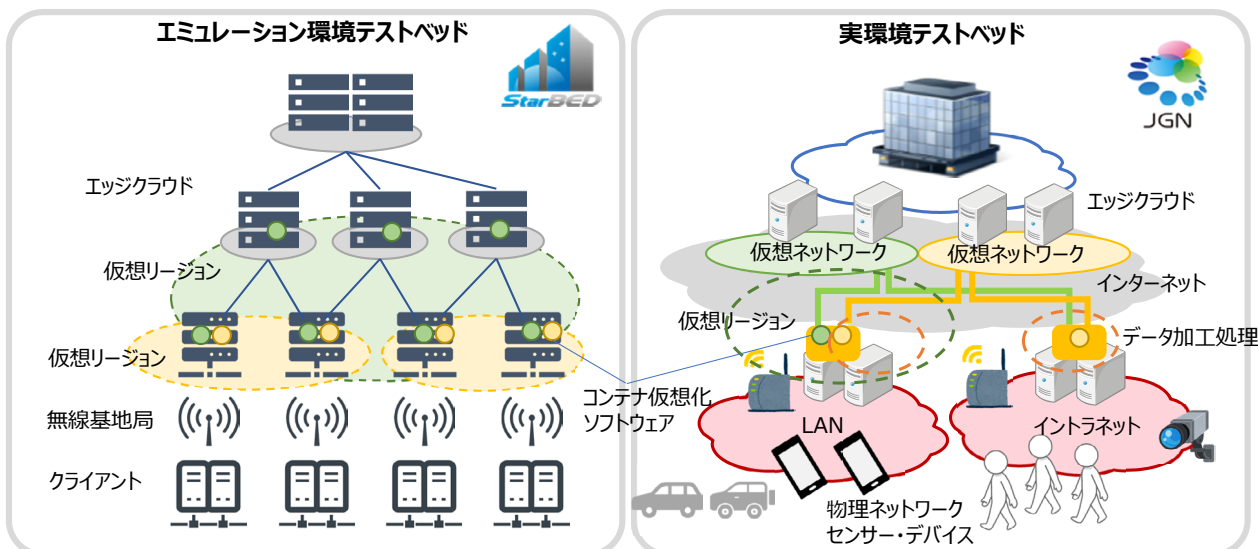 エミュレーション環境テストベッド
StarBED
エッジクラウド
仮想リージョン
仮想リージョン
無線基地局
クライアント
コンテナ仮想化
ソフトウェア
実環境テストベッド
JGN
エッジクラウド
仮想ネットワーク
仮想ネットワーク
インターネット
仮想リージョン
データ加工処理
LAN
イントラネット
物理ネットワーク
センサー・デバイス